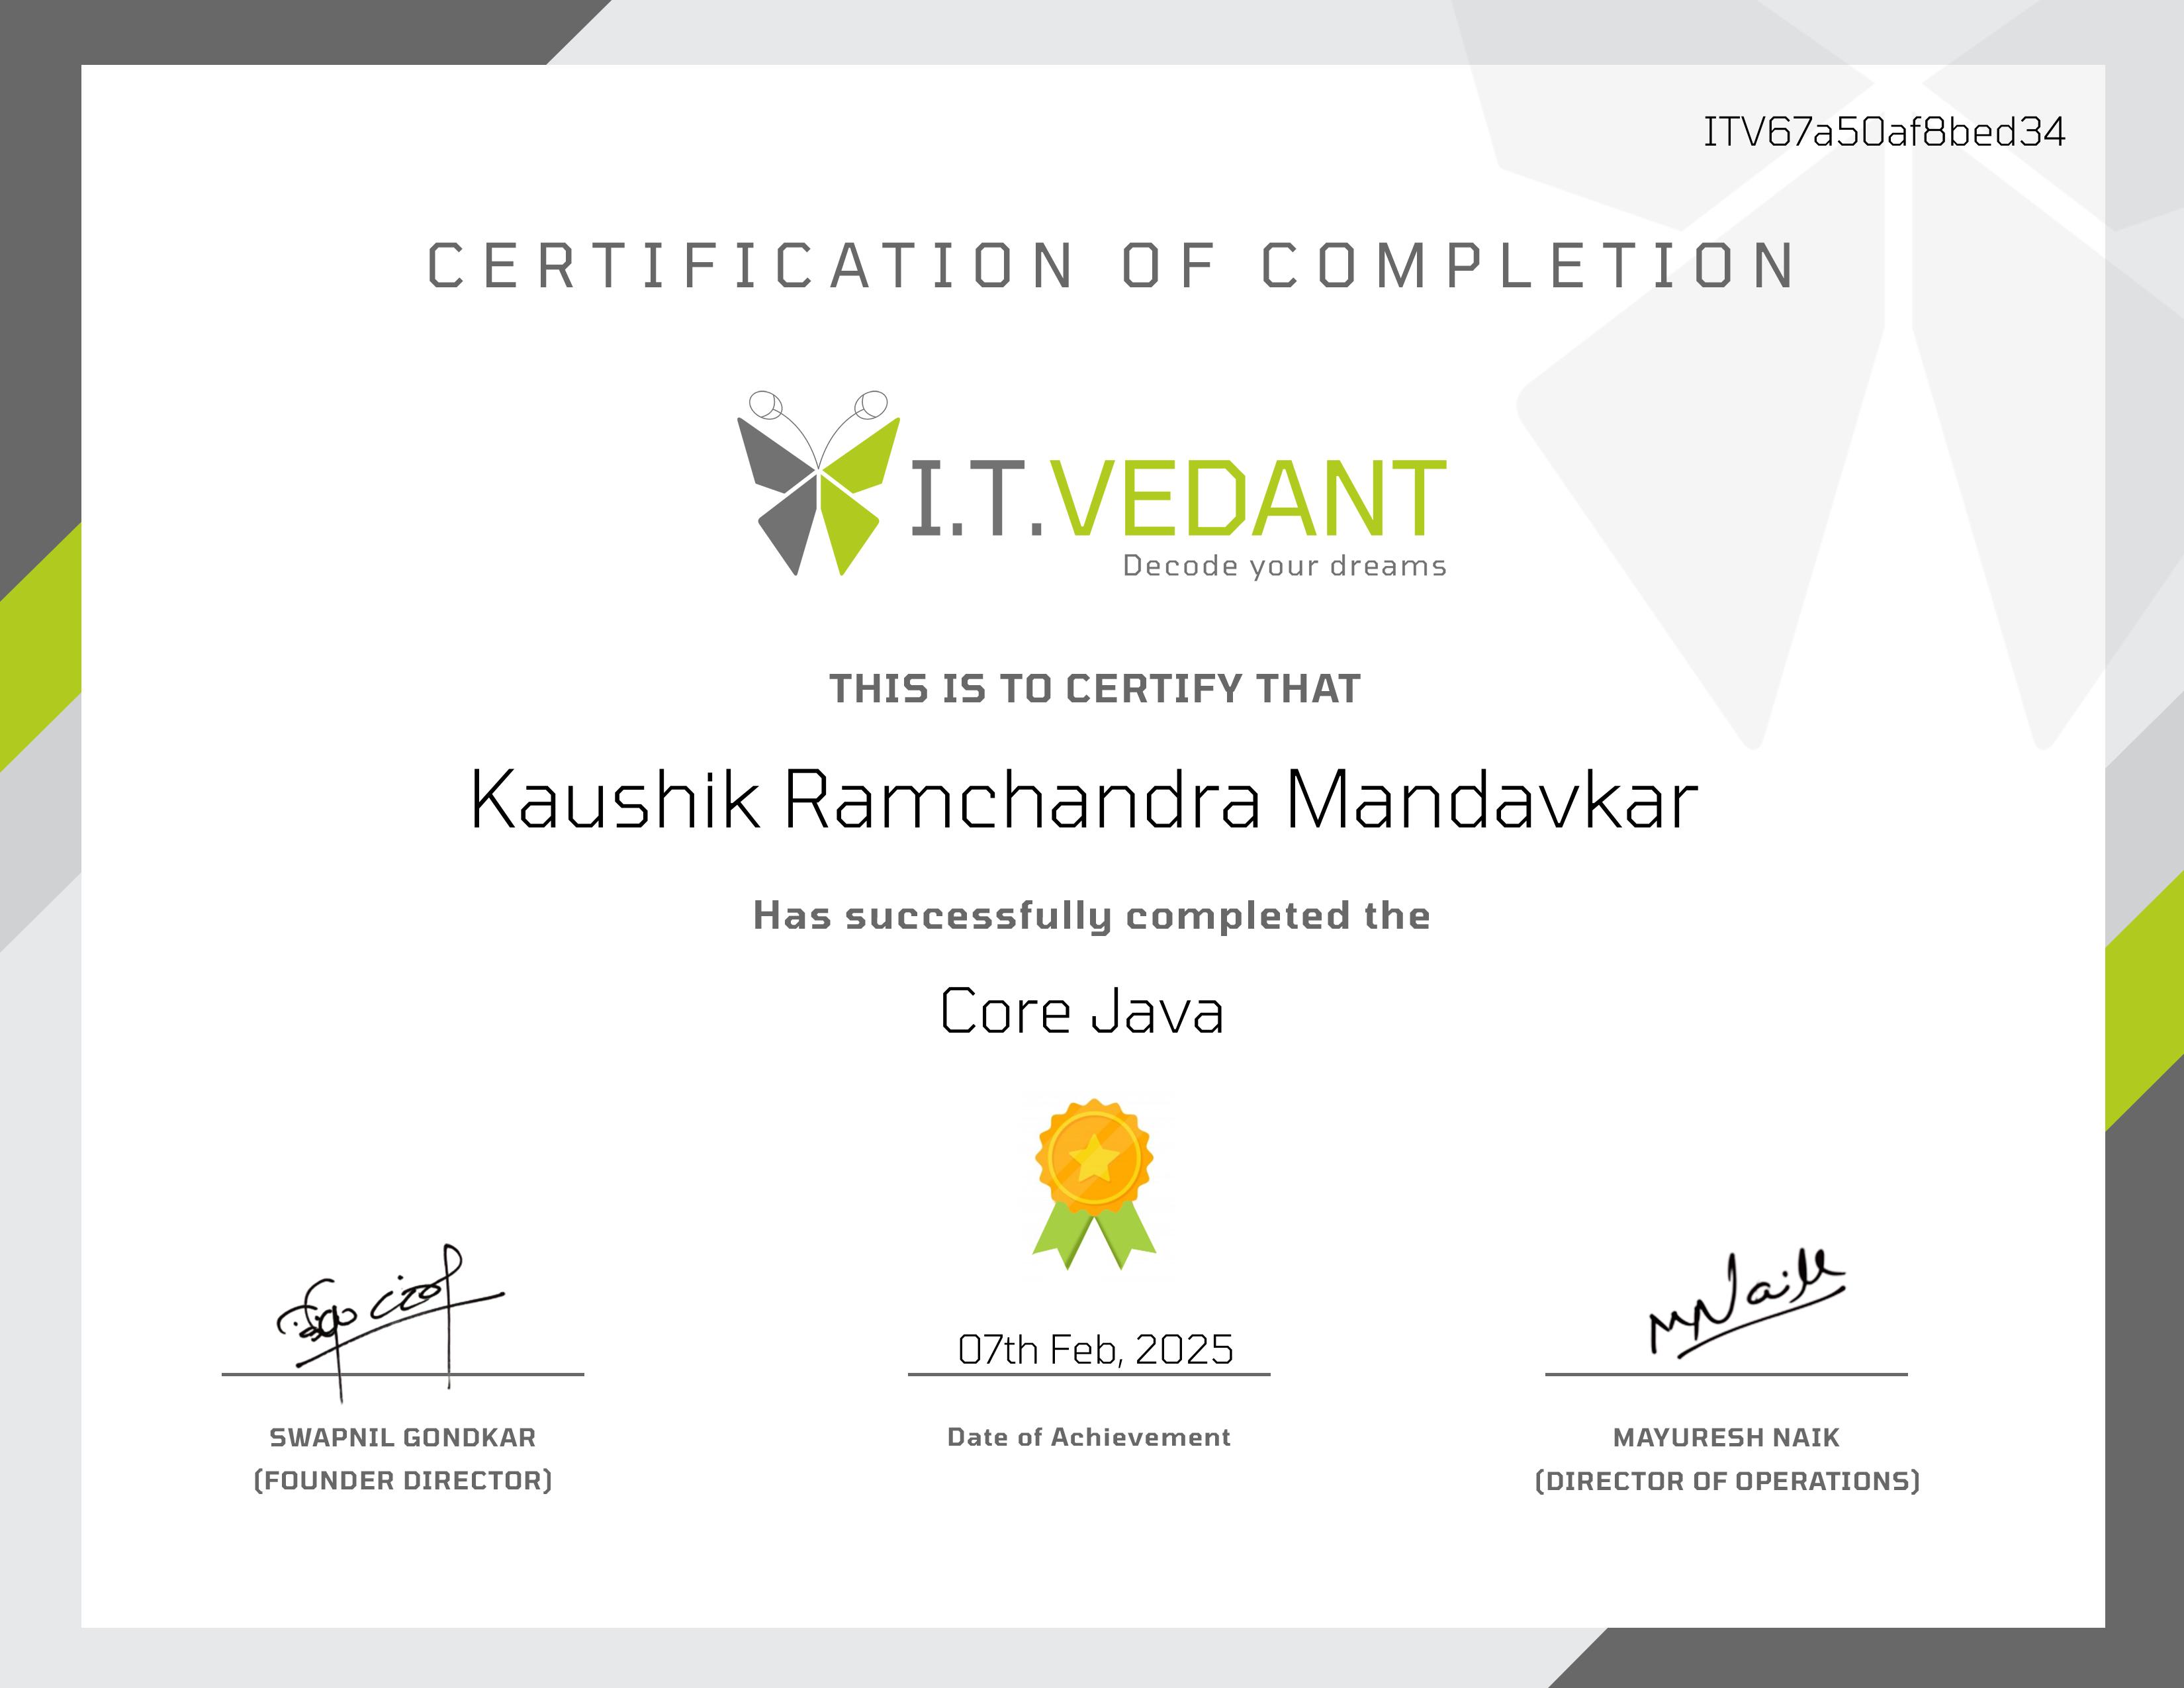 ITV67a50af8bed34
CERTIFICATION OF COMPLETION
I.T.VEDANT
Decode your dreams
THIS IS TO CERTIFY THAT
Kaushik Ramchandra Mandavkar
Has successfully completed the
Core Java
07th Feb, 2025
SWAPNIL GONDKAR
(FOUNDER DIRECTOR)
Date of Achievement
MAYURESH NAIK
(DIRECTOR OF OPERATIONS)